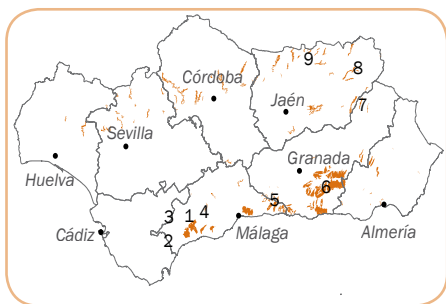 9
8
Córdoba
Jaén
7
Sevilla
Granada
Huelva
6
5
3 1 4
Cádiz
2
Málaga
Almería